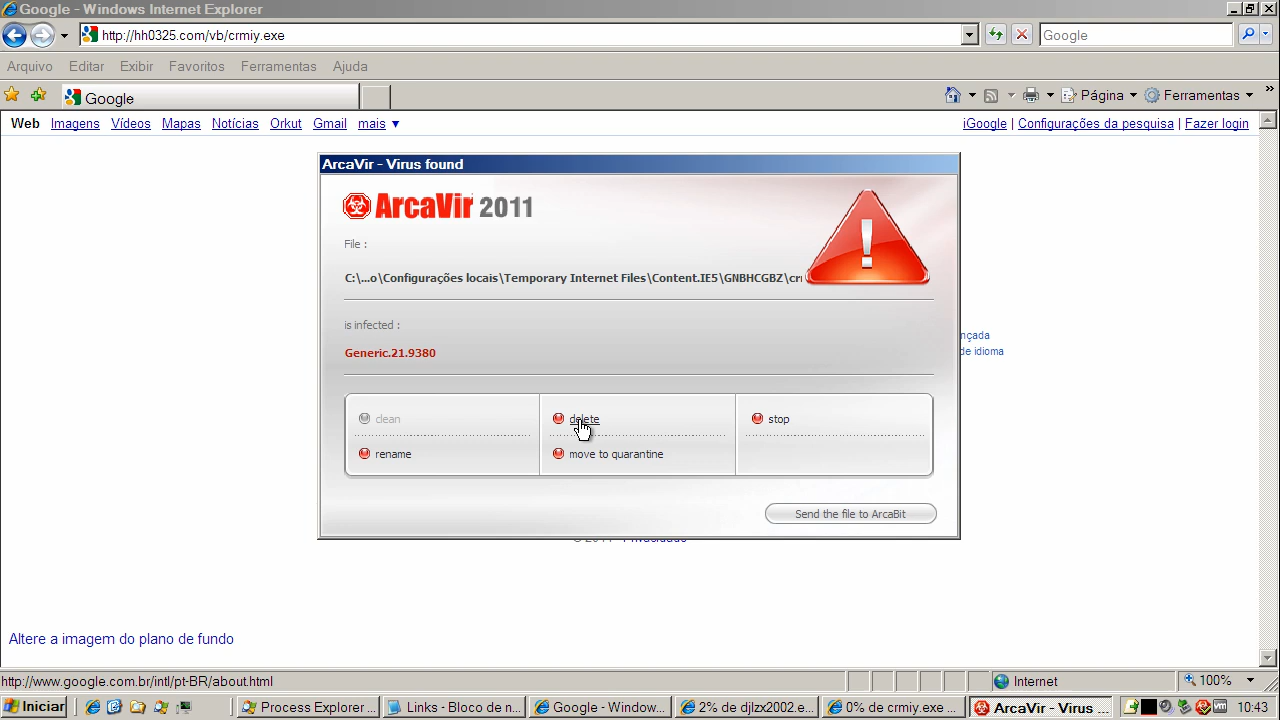 Google - Windows Internet Explorer
http://hh0325.com/vb/crmiy.exe
Google
Arquivo Editar Exibir Favoritos Ferramentas Ajuda
Google
Página Ferramentas »
Web Imagens Vídeos Mapas Notícias Orkut Gmail mais ▼
iGoogle | Configurações da pesquisa | Fazer login
ArcaVir - Virus found
ArcaVir 2011
File :
C:\...o\Configurações locais\Temporary Internet Files\Content.IE5\GNBHCGBZ\cr
is infected :
Generic.21.9380
ançada
de idioma
clean
delete
stop
rename
move to quarantine
Send the file to ArcaBit
Privacidade
Altere a imagem do plano de fundo
http://www.google.com.br/intl/pt-BR/about.html
Internet
100%
Iniciar
Process Explorer ...
Links - Bloco de n...
Google - Window...
2% de djlzx2002.e...
0% de crmiy.exe ...
ArcaVir - Virus ...
10:43